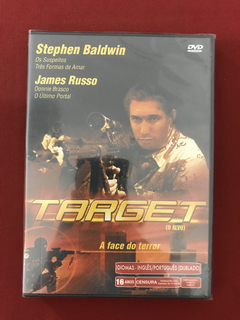 Stephen Baldwin
Os Suspeitos
Três Formas de Amar
James Russo
Donnie Brasco
O Último Portal
DVD
TARGET
(O ALVO)
A face do terror
IDIOMAS - INGLÊS/PORTUGUÊS (DUBLADO)
16 ANOS CENSURA